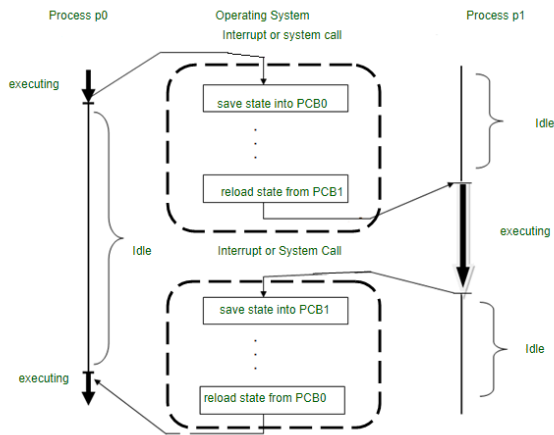 Process p0
Operating System
Process p1
Interrupt or system call
executing
save state into PCB0
.
.
.
Idle
reload state from PCB1
executing
Idle
Interrupt or System Call
save state into PCB1
.
.
.
Idle
executing
reload state from PCB0